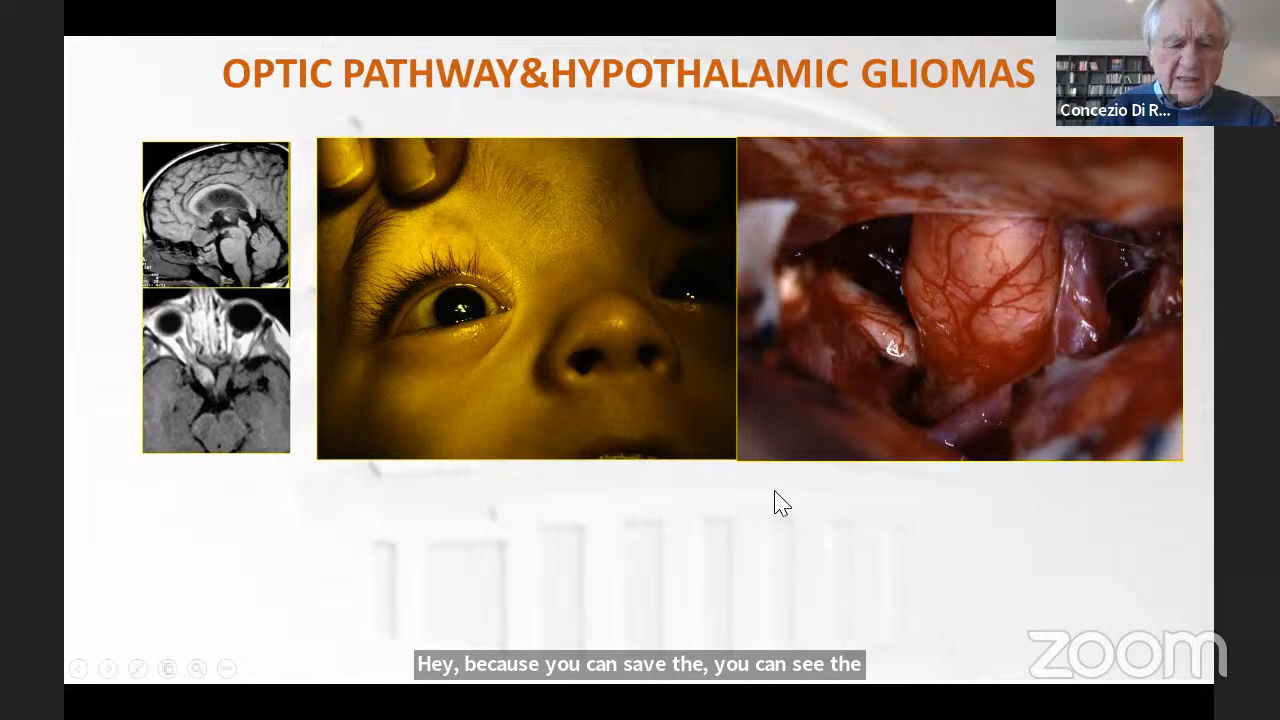 OPTIC PATHWAY&HYPOTHALAMIC GLIOMAS
Concezio Di R...
Hey, because you can save the, you can see the
zoom